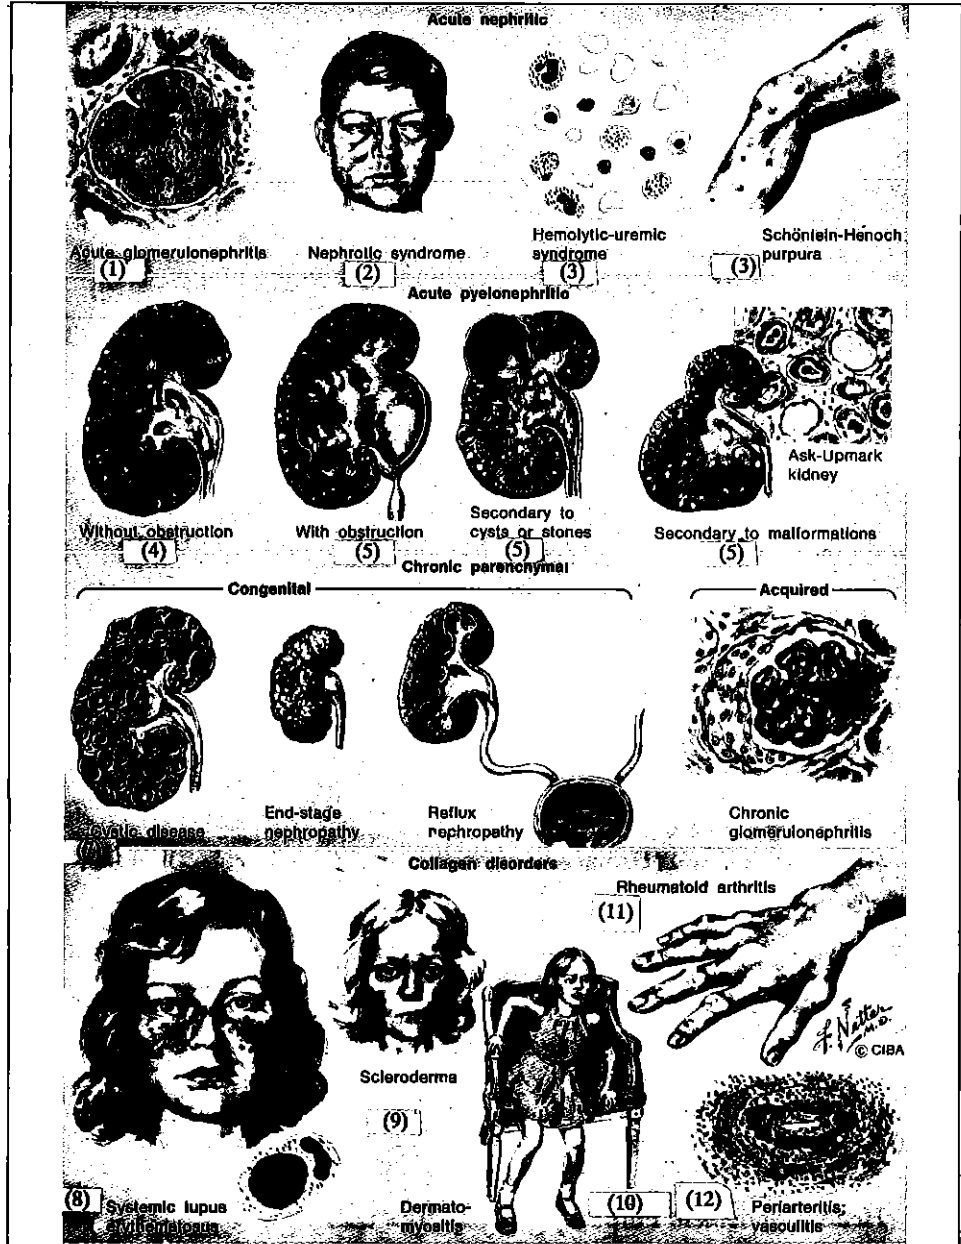 Acute nephritic
Acute glomerulonephritis
(1)
Nephrotic syndrome
(2)
Hemolytic-uremic
syndrome
(3)
Schönlein-Henoch
purpura
(3)
Acute pyelonephritic
Without obstruction
(4)
With obstruction
(5)
Secondary to
cysts or stones
(5)
Ask-Upmark
kidney
Secondary to malformations
(5)
Chronic parenchymal
Congenital
Acquired
Cystic disease
End-stage
nephropathy
Reflux
nephropathy
Chronic
glomerulonephritis
Collagen disorders
Rheumatoid arthritis
(11)
Scleroderma
(9)
F. Netter
M.D.
© CIBA
(8)
Systemic lupus
erythematosus
Dermato-
myositis
(10)
(12)
Periarteritis;
vasculitis